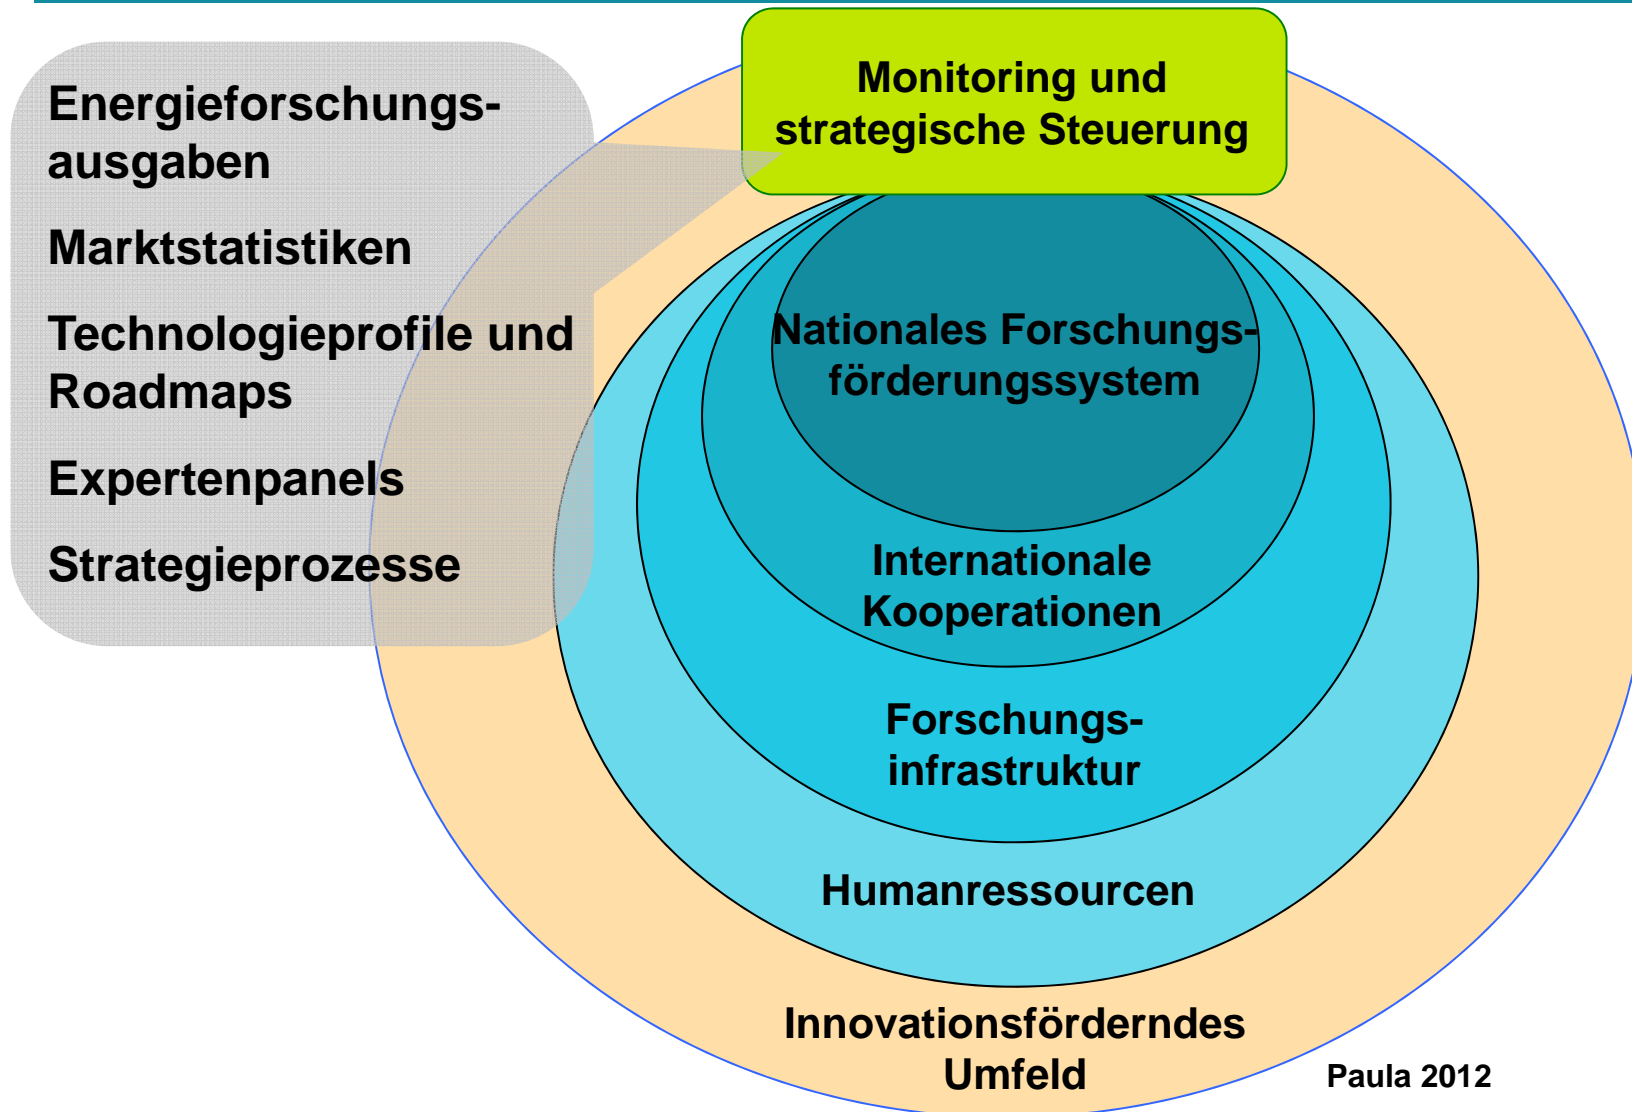 Energieforschungs-
ausgaben
Marktstatistiken
Technologieprofile und
Roadmaps
Expertenpanels
Strategieprozesse
Monitoring und
strategische Steuerung
Nationales Forschungs-
förderungssystem
Internationale
Kooperationen
Forschungs-
infrastruktur
Humanressourcen
Innovationsförderndes
Umfeld
Paula 2012